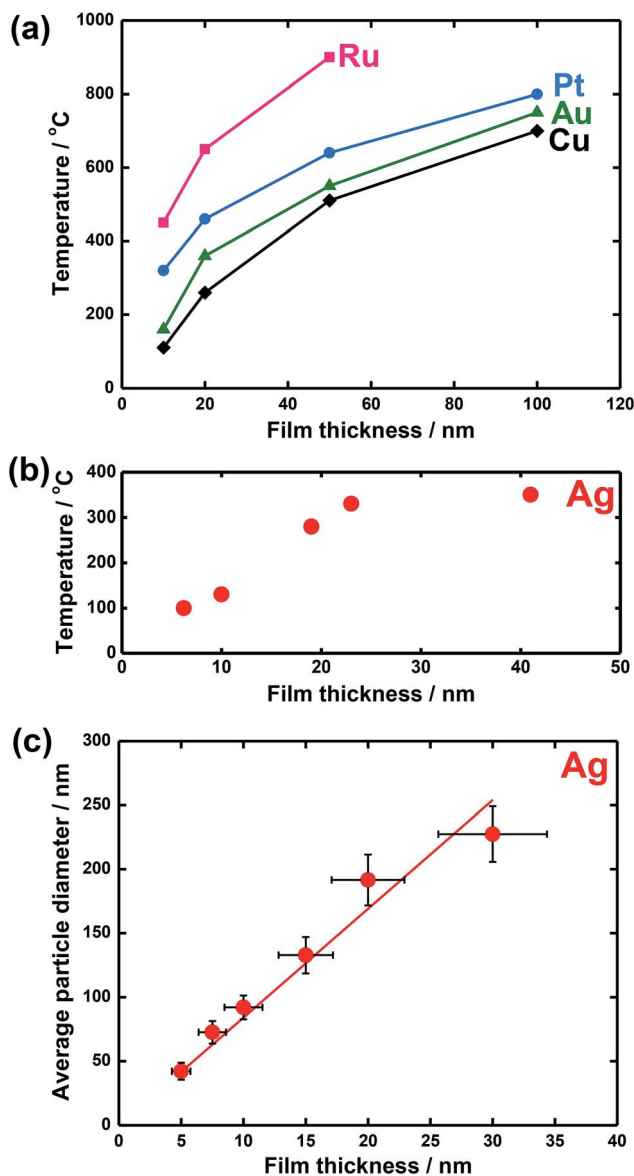 (a)
Ru
Pt
Au
Cu
Temperature / °C
1000
800
600
400
200
0
0 20 40 60 80 100 120
Film thickness / nm
(b)
Ag
Temperature / °C
400
300
200
100
0
0 10 20 30 40 50
Film thickness / nm
(c)
Ag
Average particle diameter / nm
300
250
200
150
100
50
0
0 5 10 15 20 25 30 35 40
Film thickness / nm